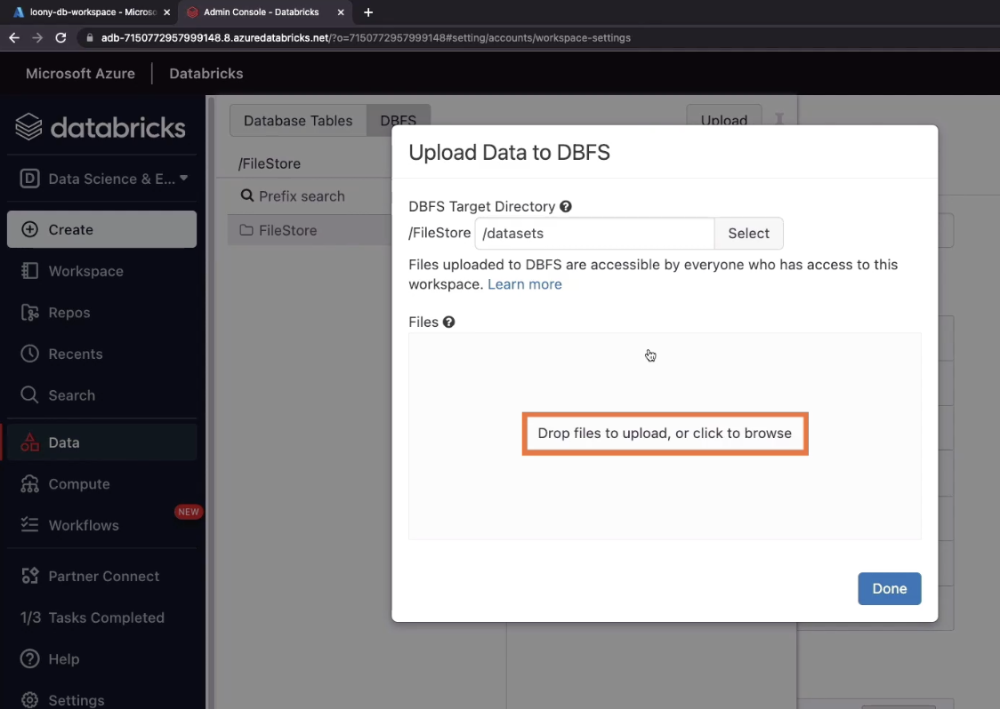 loony-db-workspace - Microso
Admin Console - Databricks
adb-7150772957999148.8.azuredatabricks.net/?o=7150772957999148#setting/accounts/workspace-settings
Microsoft Azure
Databricks
databricks
D
Data Science & E...
Create
Workspace
Repos
Recents
Search
Data
Compute
Workflows
NEW
Partner Connect
1/3 Tasks Completed
Help
Settings
Database Tables
DBFS
Upload
/FileStore
Prefix search
FileStore
Upload Data to DBFS
DBFS Target Directory
/FileStore /datasets Select
Files uploaded to DBFS are accessible by everyone who has access to this
workspace. Learn more
Files
Drop files to upload, or click to browse
Done